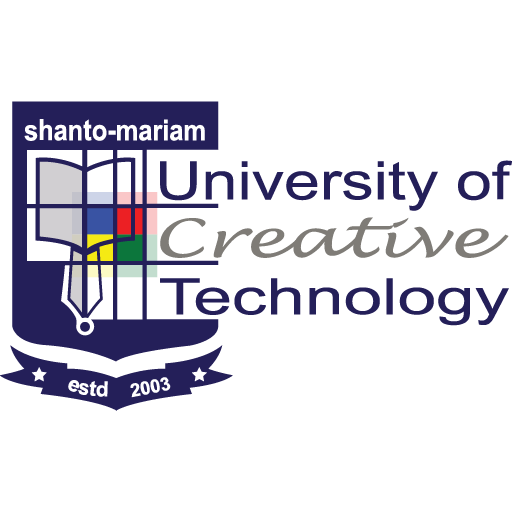 shanto-mariam
University of
Creative
Technology
estd 2003